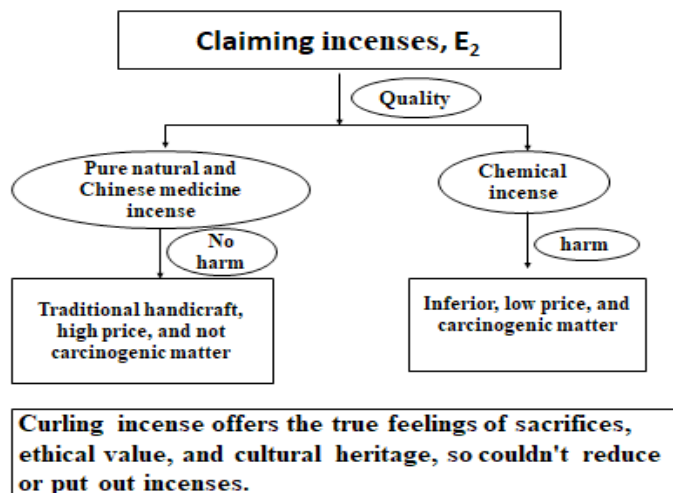 Claiming incenses, E₂
Quality
Pure natural and
Chinese medicine
incense
Chemical
incense
No
harm
harm
Traditional handicraft,
high price, and not
carcinogenic matter
Inferior, low price, and
carcinogenic matter
Curling incense offers the true feelings of sacrifices,
ethical value, and cultural heritage, so couldn't reduce
or put out incenses.